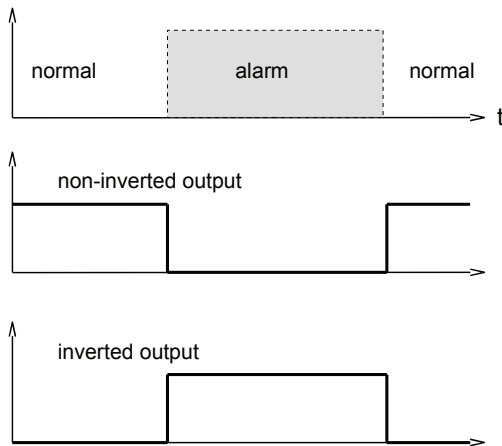 normal alarm normal
t
non-inverted output
inverted output